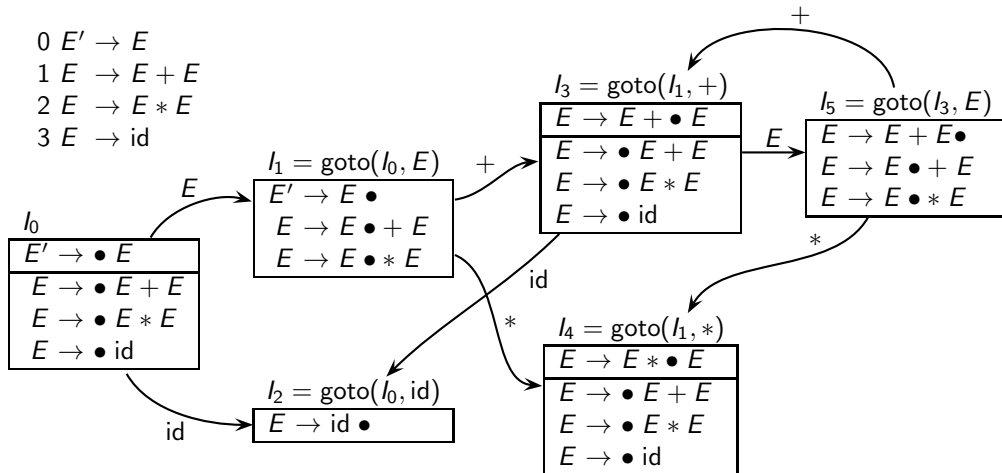 0 E′ → E
1 E → E + E
2 E → E ∗ E
3 E → id
I₀
E′ → • E
E → • E + E
E → • E ∗ E
E → • id
E
id
I₁ = goto(I₀, E)
E′ → E •
E → E • + E
E → E • ∗ E
+
∗
I₂ = goto(I₀, id)
E → id •
I₃ = goto(I₁, +)
E → E + • E
E → • E + E
E → • E ∗ E
E → • id
id
E
I₄ = goto(I₁, ∗)
E → E ∗ • E
E → • E + E
E → • E ∗ E
E → • id
+
I₅ = goto(I₃, E)
E → E + E•
E → E • + E
E → E • ∗ E
∗